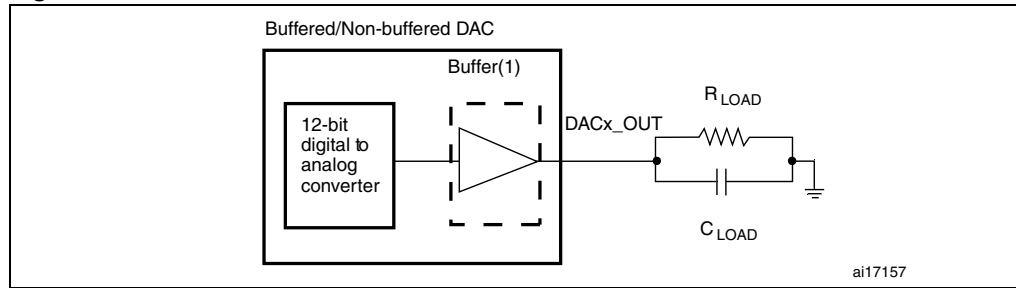 Buffered/Non-buffered DAC
Buffer(1)
12-bit
digital to
analog
converter
DACx_OUT
R LOAD
C LOAD
ai17157